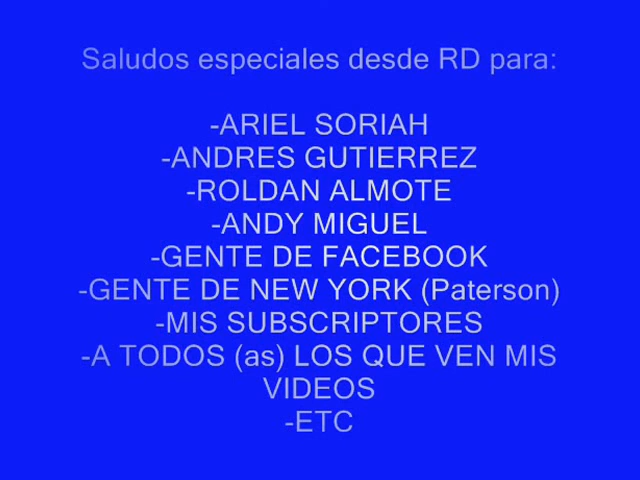 Saludos especiales desde RD para:
-ARIEL SORIAH
-ANDRES GUTIERREZ
-ROLDAN ALMOTE
-ANDY MIGUEL
-GENTE DE FACEBOOK
-GENTE DE NEW YORK (Paterson)
-MIS SUBSCRIPTORES
-A TODOS (as) LOS QUE VEN MIS
VIDEOS
-ETC